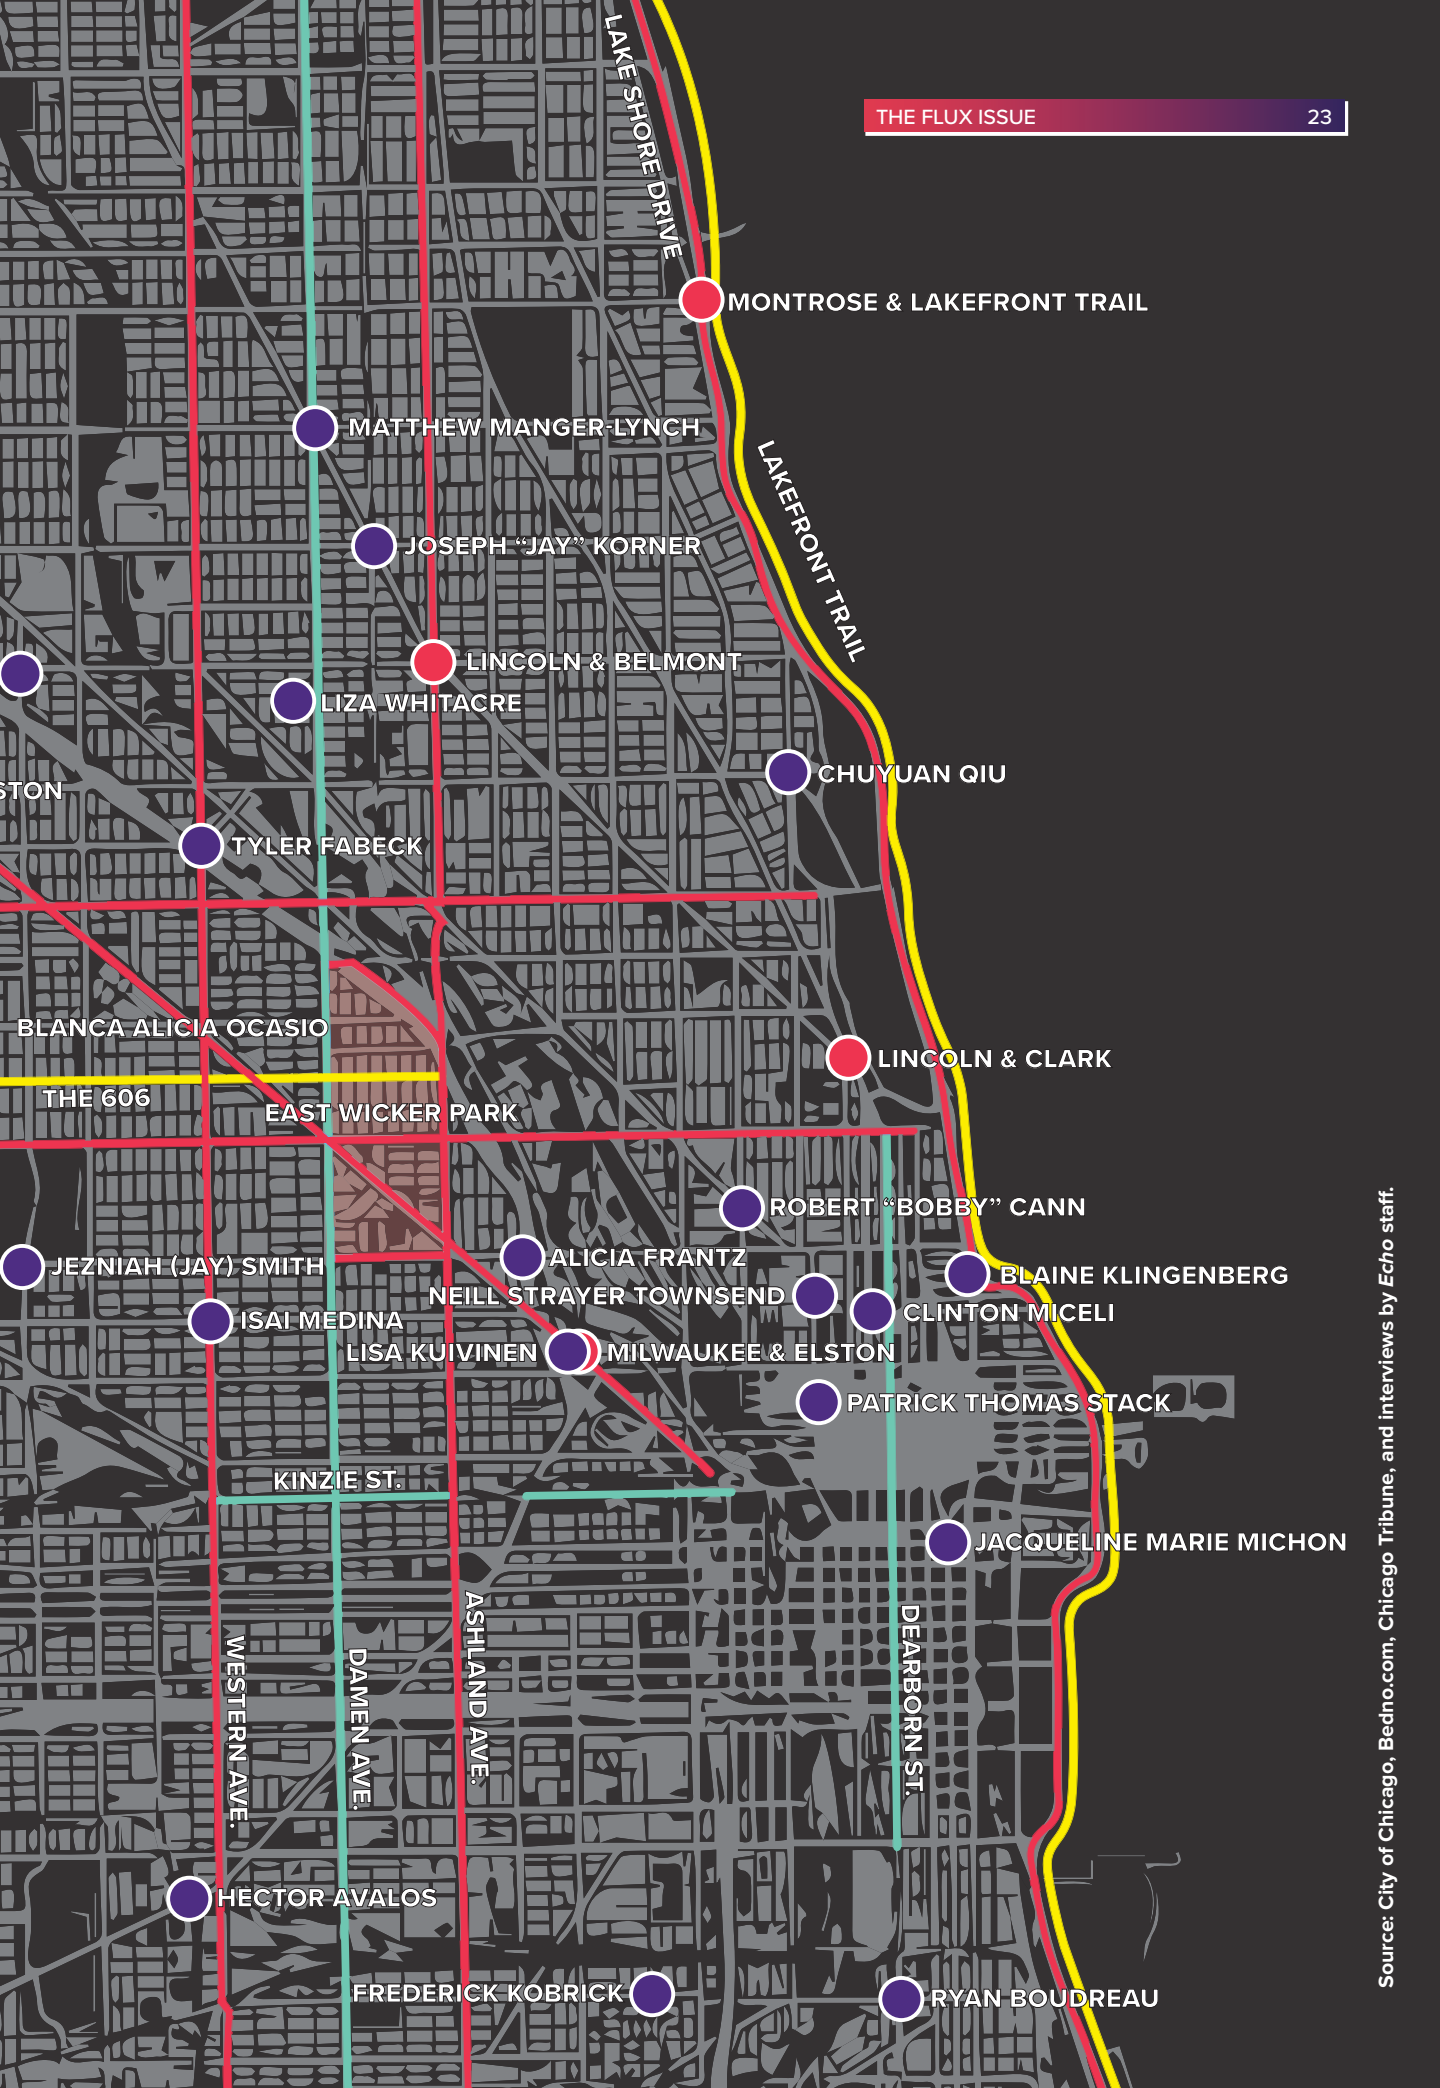 LAKE SHORE DRIVE
THE FLUX ISSUE 23
MONTROSE & LAKEFRONT TRAIL
MATTHEW MANGER-LYNCH
LAKEFRONT TRAIL
JOSEPH “JAY” KORNER
LINCOLN & BELMONT
LIZA WHITACRE
CHUYUAN QIU
STON
TYLER FABECK
BLANCA ALICIA OCASIO
LINCOLN & CLARK
THE 606
EAST WICKER PARK
ROBERT “BOBBY” CANN
ALICIA FRANTZ
JEZNIAH (JAY) SMITH
BLAINE KLINGENBERG
NEILL STRAYER TOWNSEND
CLINTON MICELI
ISAI MEDINA
LISA KUIVINEN
MILWAUKEE & ELSTON
PATRICK THOMAS STACK
KINZIE ST.
JACQUELINE MARIE MICHON
WESTERN AVE.
DAMEN AVE.
ASHLAND AVE.
DEARBORN ST.
HECTOR AVALOS
FREDERICK KOBRICK
RYAN BOUDREAU
Source: City of Chicago, Bedno.com, Chicago Tribune, and interviews by Echo staff.